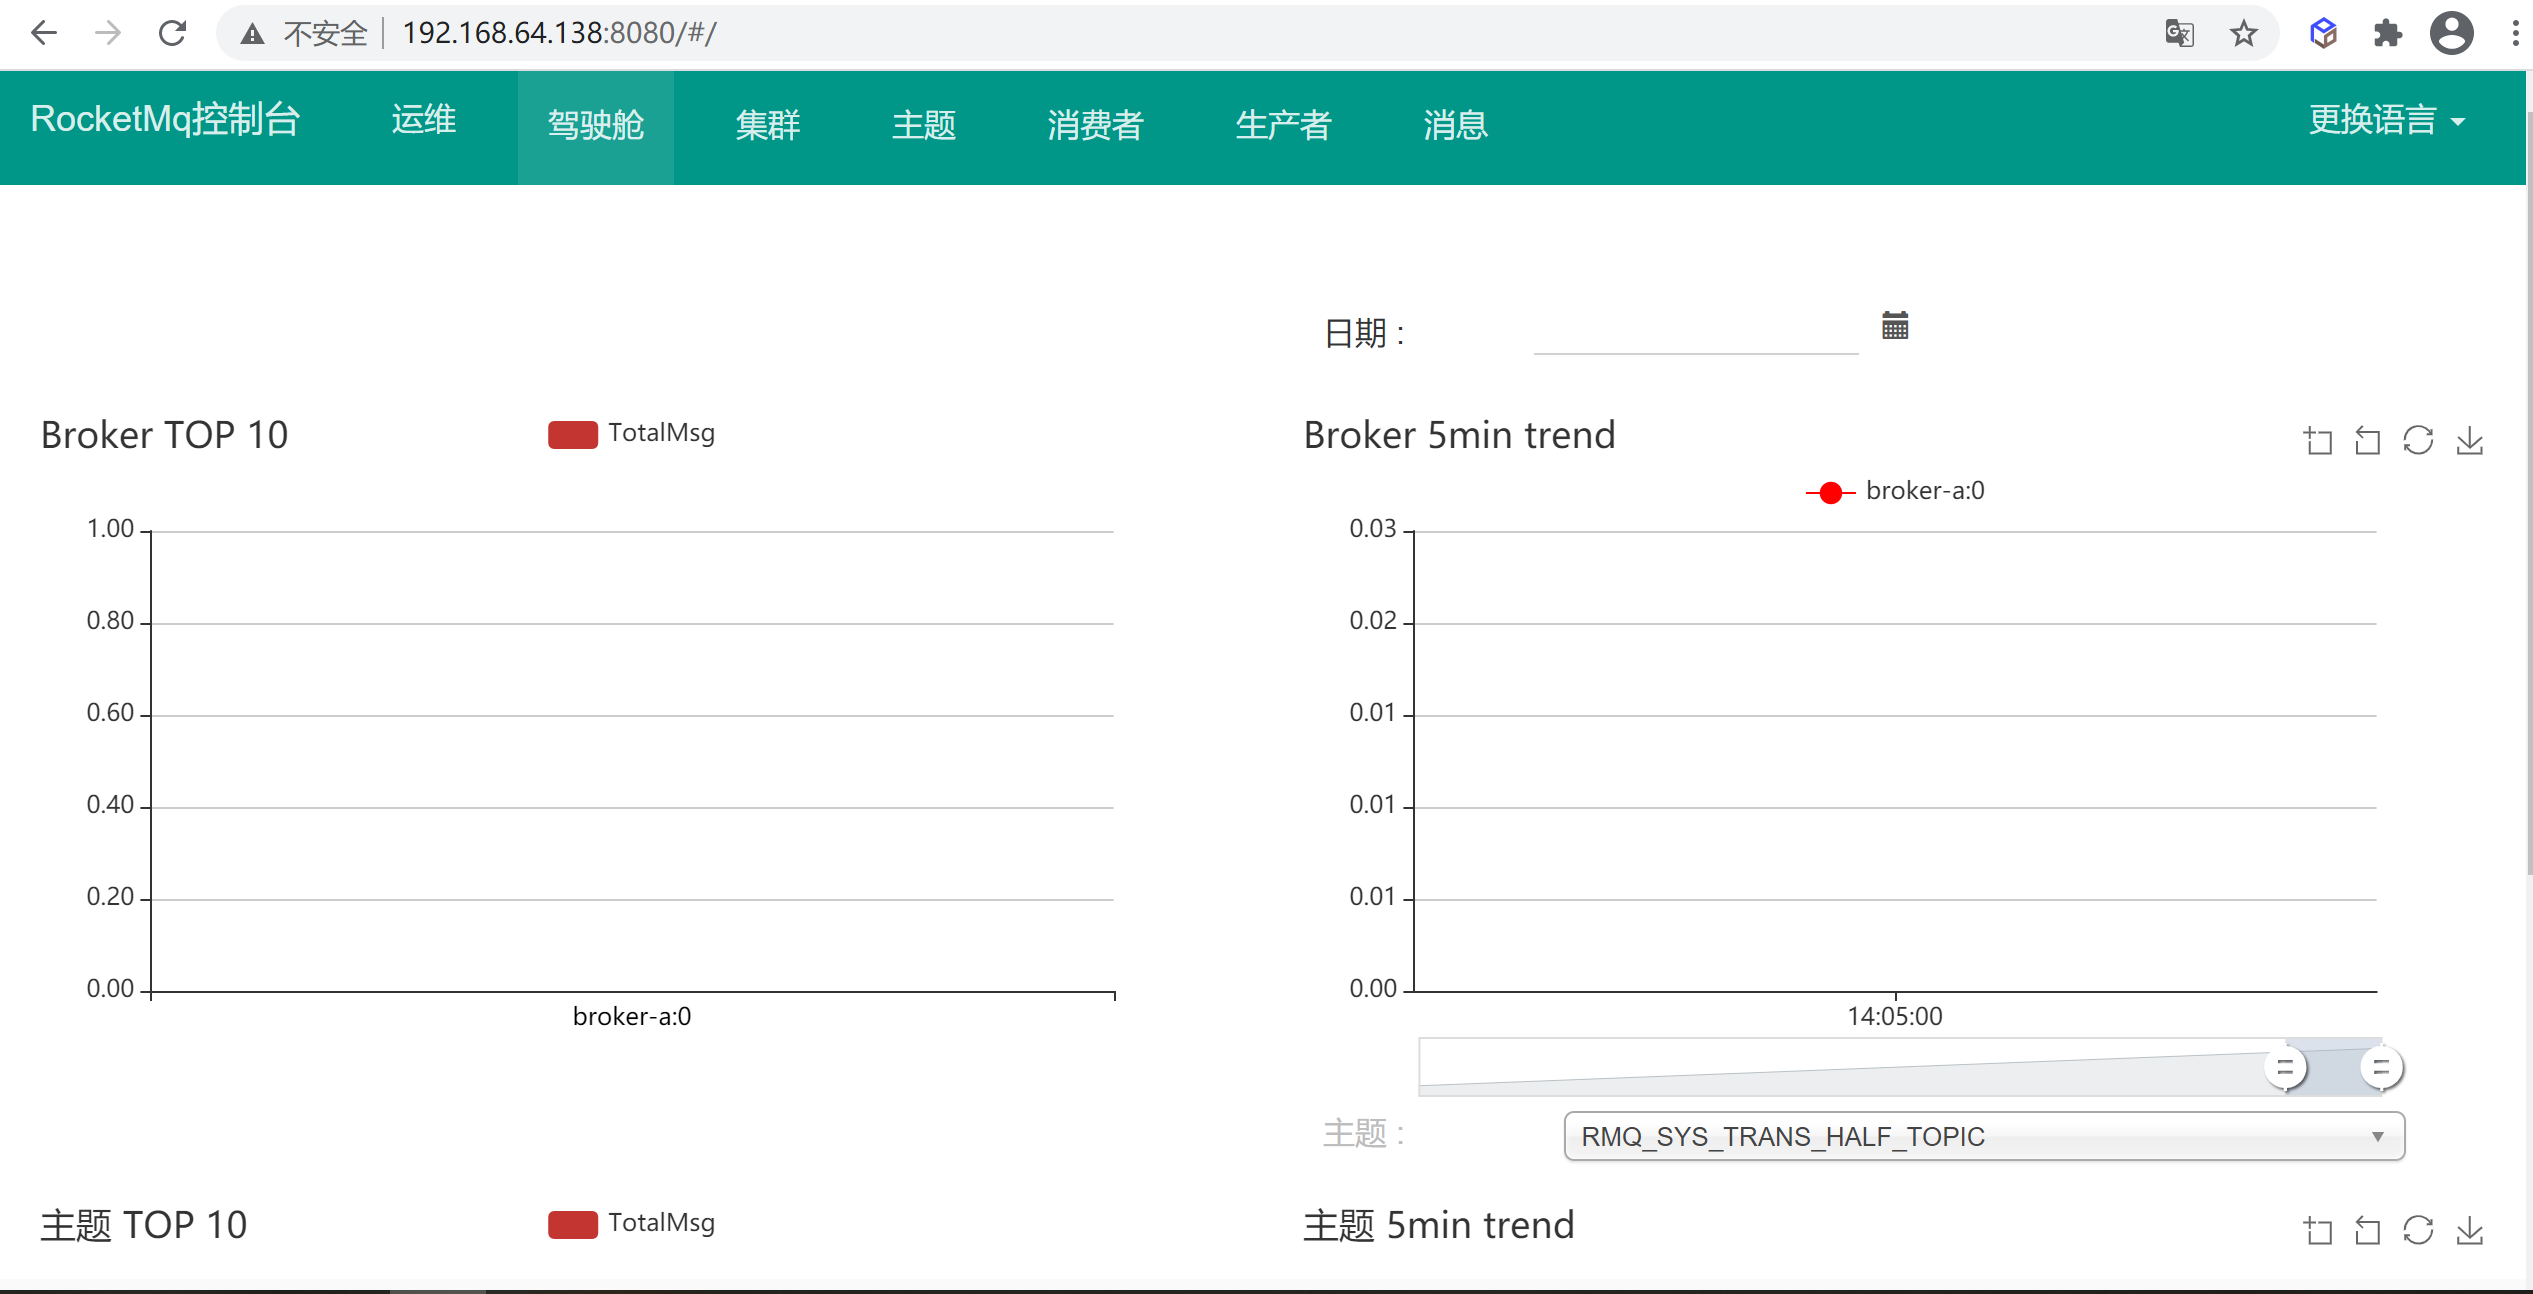 不安全 192.168.64.138:8080/#/
RocketMq控制台 运维 驾驶舱 集群 主题 消费者 生产者 消息 更换语言
日期 :
Broker TOP 10 TotalMsg
1.00
0.80
0.60
0.40
0.20
0.00
broker-a:0
Broker 5min trend
broker-a:0
0.03
0.02
0.01
0.01
0.01
0.00
14:05:00
主题 : RMQ_SYS_TRANS_HALF_TOPIC
主题 TOP 10 TotalMsg
主题 5min trend